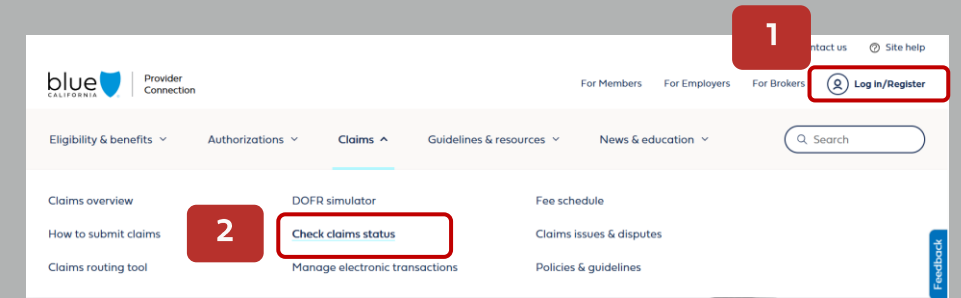 1
Contact us Site help
blue
CALIFORNIA
Provider
Connection
For Members For Employers For Brokers Log in/Register
Eligibility & benefits Authorizations Claims Guidelines & resources News & education Search
Claims overview DOFR simulator Fee schedule
How to submit claims 2 Check claims status Claims issues & disputes
Claims routing tool Manage electronic transactions Policies & guidelines
Feedback